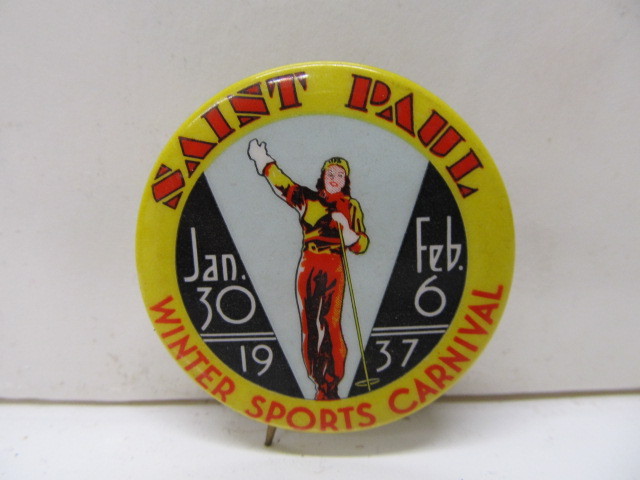 SAINT PAUL
Jan. 30
Feb. 6
19 37
WINTER SPORTS CARNIVAL